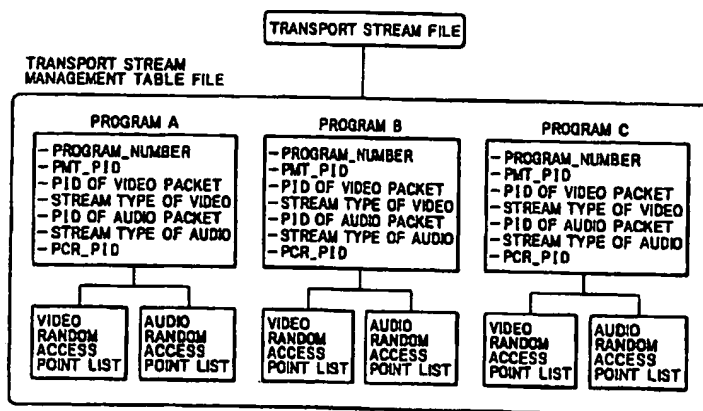 TRANSPORT STREAM FILE
TRANSPORT STREAM
MANAGEMENT TABLE FILE
PROGRAM A
- PROGRAM_NUMBER
- PMT_PID
- PID OF VIDEO PACKET
- STREAM TYPE OF VIDEO
- PID OF AUDIO PACKET
- STREAM TYPE OF AUDIO
- PCR_PID
VIDEO
RANDOM
ACCESS
POINT LIST
AUDIO
RANDOM
ACCESS
POINT LIST
PROGRAM B
- PROGRAM_NUMBER
- PMT_PID
- PID OF VIDEO PACKET
- STREAM TYPE OF VIDEO
- PID OF AUDIO PACKET
- STREAM TYPE OF AUDIO
- PCR_PID
VIDEO
RANDOM
ACCESS
POINT LIST
AUDIO
RANDOM
ACCESS
POINT LIST
PROGRAM C
- PROGRAM_NUMBER
- PMT_PID
- PID OF VIDEO PACKET
- STREAM TYPE OF VIDEO
- PID OF AUDIO PACKET
- STREAM TYPE OF AUDIO
- PCR_PID
VIDEO
RANDOM
ACCESS
POINT LIST
AUDIO
RANDOM
ACCESS
POINT LIST